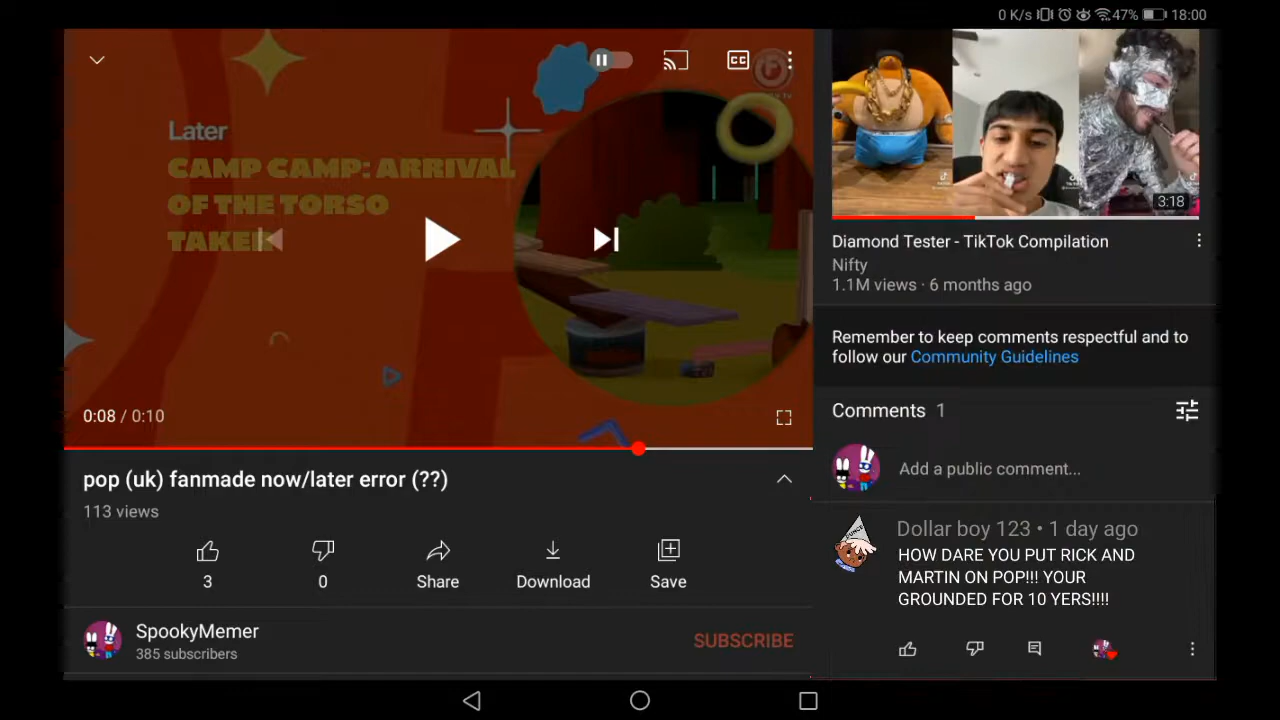 0 K/s 47% 18:00
Later
CAMP CAMP: ARRIVAL
OF THE TORSO
TAKER
CC
0:08 / 0:10
pop (uk) fanmade now/later error (??)
113 views
3
0
Share
Download
Save
SpookyMemer
385 subscribers
SUBSCRIBE
3:18
Diamond Tester - TikTok Compilation
Nifty
1.1M views · 6 months ago
Remember to keep comments respectful and to
follow our Community Guidelines
Comments 1
Add a public comment...
Dollar boy 123 • 1 day ago
HOW DARE YOU PUT RICK AND
MARTIN ON POP!!! YOUR
GROUNDED FOR 10 YERS!!!!